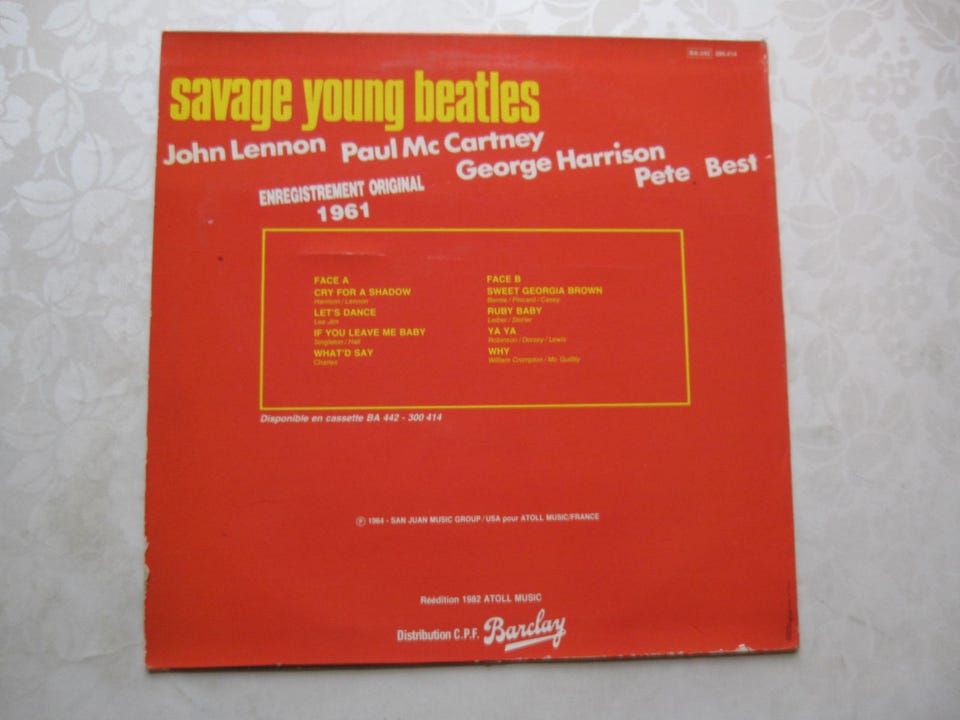 BA 242 200.414
savage young beatles
John Lennon Paul Mc Cartney George Harrison Pete Best
ENREGISTREMENT ORIGINAL
1961
FACE A
CRY FOR A SHADOW
Harrison / Lennon
LET'S DANCE
Lee Jim
IF YOU LEAVE ME BABY
Singleton / Hall
WHAT'D SAY
Charles
FACE B
SWEET GEORGIA BROWN
Bernie / Pincard / Casey
RUBY BABY
Leiber / Stoller
YA YA
Robinson / Dorsey / Lewis
WHY
William Crompton / Mc Quilthy
Disponible en cassette BA 442 - 300 414
Ⓟ 1964 - SAN JUAN MUSIC GROUP / USA pour ATOLL MUSIC/FRANCE
Réédition 1982 ATOLL MUSIC
Distribution C.P.F. Barclay